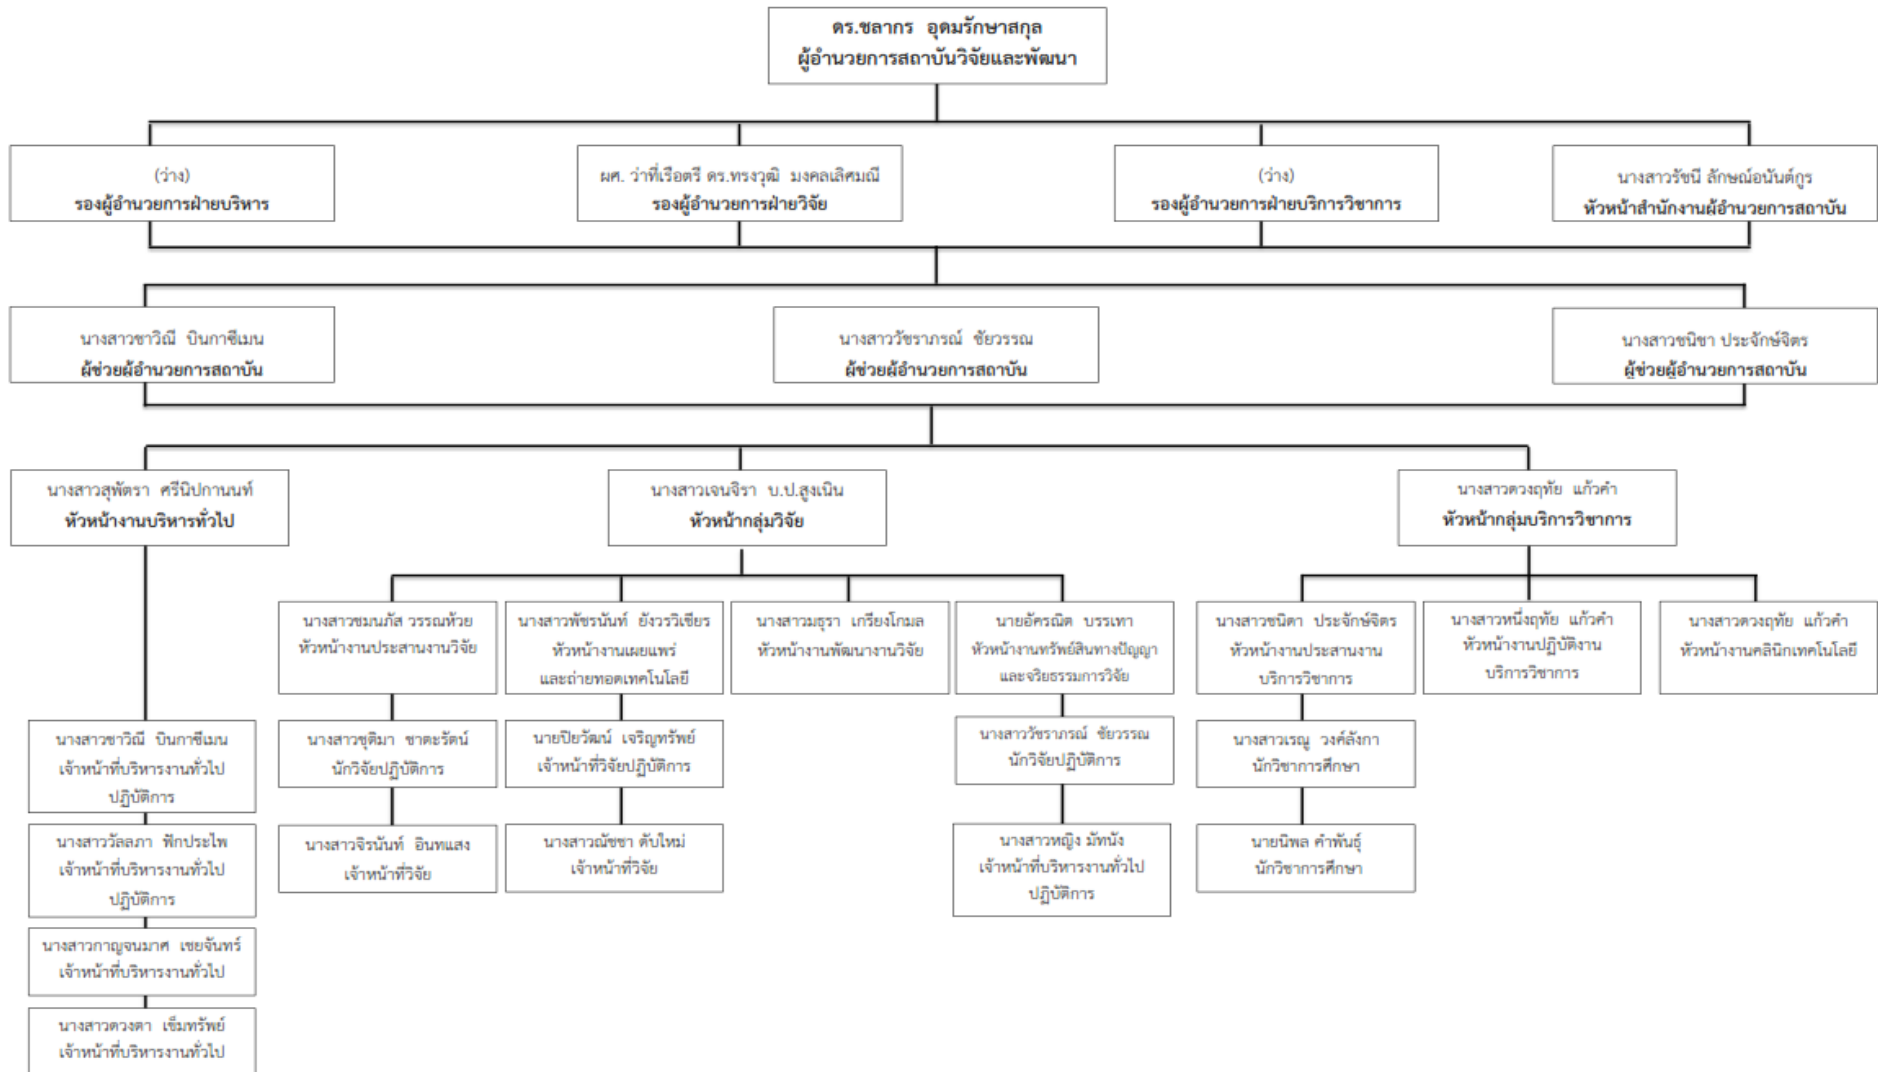 ดร.ชลากร อุดมรักษาสกุล
ผู้อำนวยการสถาบันวิจัยและพัฒนา
(ว่าง)
รองผู้อำนวยการฝ่ายบริหาร
ผศ. ว่าที่เรือตรี ดร.ทรงวุฒิ มงคลเลิศมณี
รองผู้อำนวยการฝ่ายวิจัย
(ว่าง)
รองผู้อำนวยการฝ่ายบริการวิชาการ
นางสาวรัชนี ลักษณ์อนันต์กูร
หัวหน้าสำนักงานผู้อำนวยการสถาบัน
นางสาวชาวิณี บินกาซีเมน
ผู้ช่วยผู้อำนวยการสถาบัน
นางสาววัชราภรณ์ ชัยวรรณ
ผู้ช่วยผู้อำนวยการสถาบัน
นางสาวชนิชา ประจักษ์จิตร
ผู้ช่วยผู้อำนวยการสถาบัน
นางสาวสุพัตรา ศรีนิปกานนท์
หัวหน้างานบริหารทั่วไป
นางสาวเจนจิรา บ.ป.สูงเนิน
หัวหน้ากลุ่มวิจัย
นางสาวดวงฤทัย แก้วคำ
หัวหน้ากลุ่มบริการวิชาการ
นางสาวชมนภัส วรรณห้วย
หัวหน้างานประสานงานวิจัย
นางสาวพัชรนันท์ ยังวรวิเชียร
หัวหน้างานเผยแพร่
และถ่ายทอดเทคโนโลยี
นางสาวมธุรา เกรียงโกมล
หัวหน้างานพัฒนางานวิจัย
นายอัครณิต บรรเทา
หัวหน้างานทรัพย์สินทางปัญญา
และจริยธรรมการวิจัย
นางสาวชนิดา ประจักษ์จิตร
หัวหน้างานประสานงาน
บริการวิชาการ
นางสาวหนึ่งฤทัย แก้วคำ
หัวหน้างานปฏิบัติงาน
บริการวิชาการ
นางสาวดวงฤทัย แก้วคำ
หัวหน้างานคลินิกเทคโนโลยี
นางสาวชาวิณี บินกาซีเมน
เจ้าหน้าที่บริหารงานทั่วไป
ปฏิบัติการ
นางสาวชุติมา ชาตะรัตน์
นักวิจัยปฏิบัติการ
นายปิยวัฒน์ เจริญทรัพย์
เจ้าหน้าที่วิจัยปฏิบัติการ
นางสาววัชราภรณ์ ชัยวรรณ
นักวิจัยปฏิบัติการ
นางสาวเรณู วงค์ลังกา
นักวิชาการศึกษา
นางสาววัลลภา ฟักประไพ
เจ้าหน้าที่บริหารงานทั่วไป
ปฏิบัติการ
นางสาวจิรนันท์ อินทแสง
เจ้าหน้าที่วิจัย
นางสาวณัชชา ดับใหม่
เจ้าหน้าที่วิจัย
นางสาวหญิง มัทนัง
เจ้าหน้าที่บริหารงานทั่วไป
ปฏิบัติการ
นายนิพล คำพันธุ์
นักวิชาการศึกษา
นางสาวกาญจนมาศ เชยจันทร์
เจ้าหน้าที่บริหารงานทั่วไป
นางสาวดวงตา เข็มทรัพย์
เจ้าหน้าที่บริหารงานทั่วไป